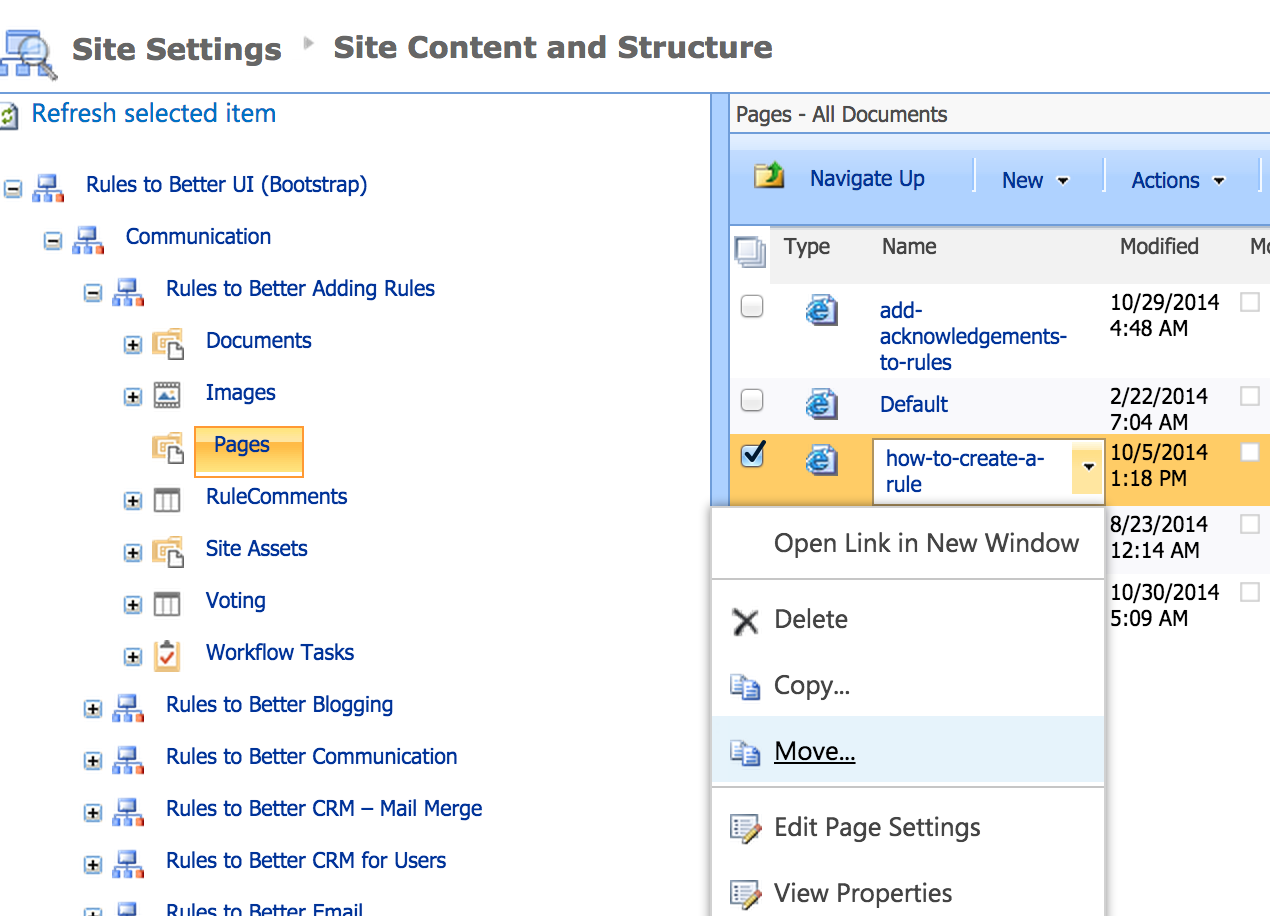 Site Settings Site Content and Structure
Refresh selected item
Rules to Better UI (Bootstrap)
Communication
Rules to Better Adding Rules
Documents
Images
Pages
RuleComments
Site Assets
Voting
Workflow Tasks
Rules to Better Blogging
Rules to Better Communication
Rules to Better CRM – Mail Merge
Rules to Better CRM for Users
Rules to Better Email
Pages - All Documents
Navigate Up New Actions
Type Name Modified
add-
acknowledgements-
to-rules
10/29/2014
4:48 AM
Default
2/22/2014
7:04 AM
how-to-create-a-
rule
10/5/2014
1:18 PM
8/23/2014
12:14 AM
10/30/2014
5:09 AM
Open Link in New Window
Delete
Copy...
Move...
Edit Page Settings
View Properties